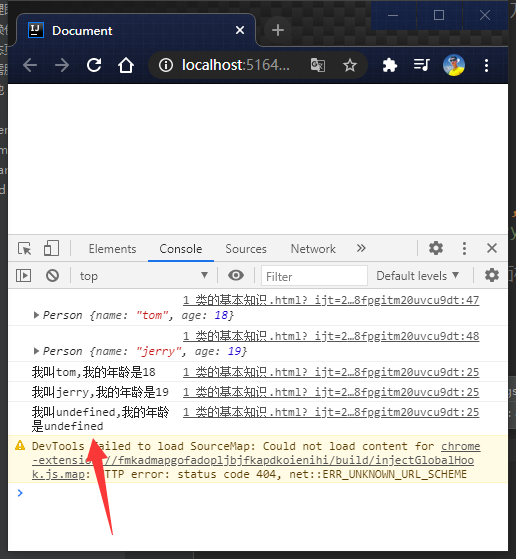 Document
localhost:5164...
Elements
Console
Sources
Network
top
Filter
Default levels
1 类的基本知识.html? ijt=2…8fpgitm20uvcu9dt:47
Person {name: "tom", age: 18}
1 类的基本知识.html? ijt=2…8fpgitm20uvcu9dt:48
Person {name: "jerry", age: 19}
我叫tom,我的年龄是18 1 类的基本知识.html? ijt=2…8fpgitm20uvcu9dt:25
我叫jerry,我的年龄是19 1 类的基本知识.html? ijt=2…8fpgitm20uvcu9dt:25
我叫undefined,我的年龄 1 类的基本知识.html? ijt=2…8fpgitm20uvcu9dt:25
是undefined
DevTools failed to load SourceMap: Could not load content for chrome
-extension://fmkadmapgofadopljbjfkapdkoienihi/build/injectGlobalHoo
k.js.map: HTTP error: status code 404, net::ERR_UNKNOWN_URL_SCHEME